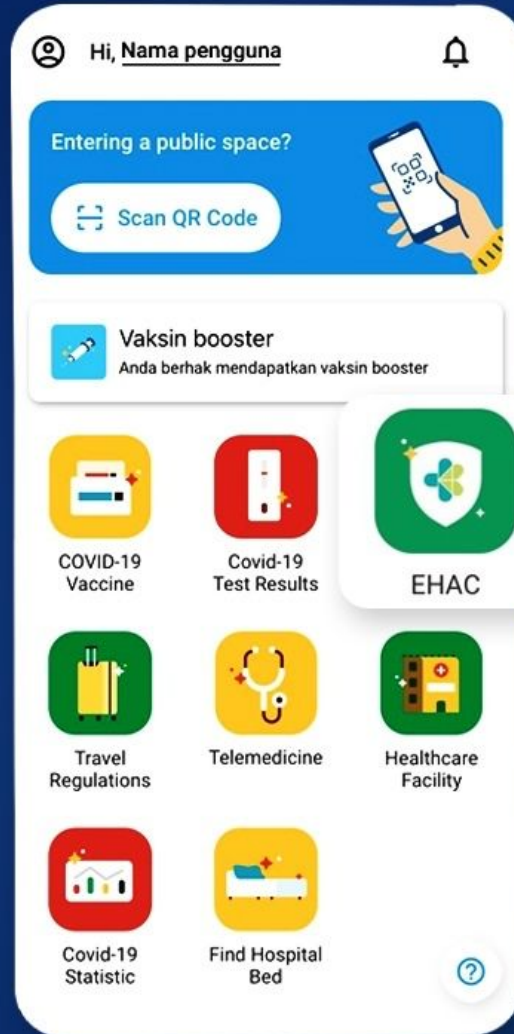 Hi, Nama pengguna
Entering a public space?
Scan QR Code
Vaksin booster
Anda berhak mendapatkan vaksin booster
COVID-19
Vaccine
Covid-19
Test Results
EHAC
Travel
Regulations
Telemedicine
Healthcare
Facility
Covid-19
Statistic
Find Hospital
Bed
?